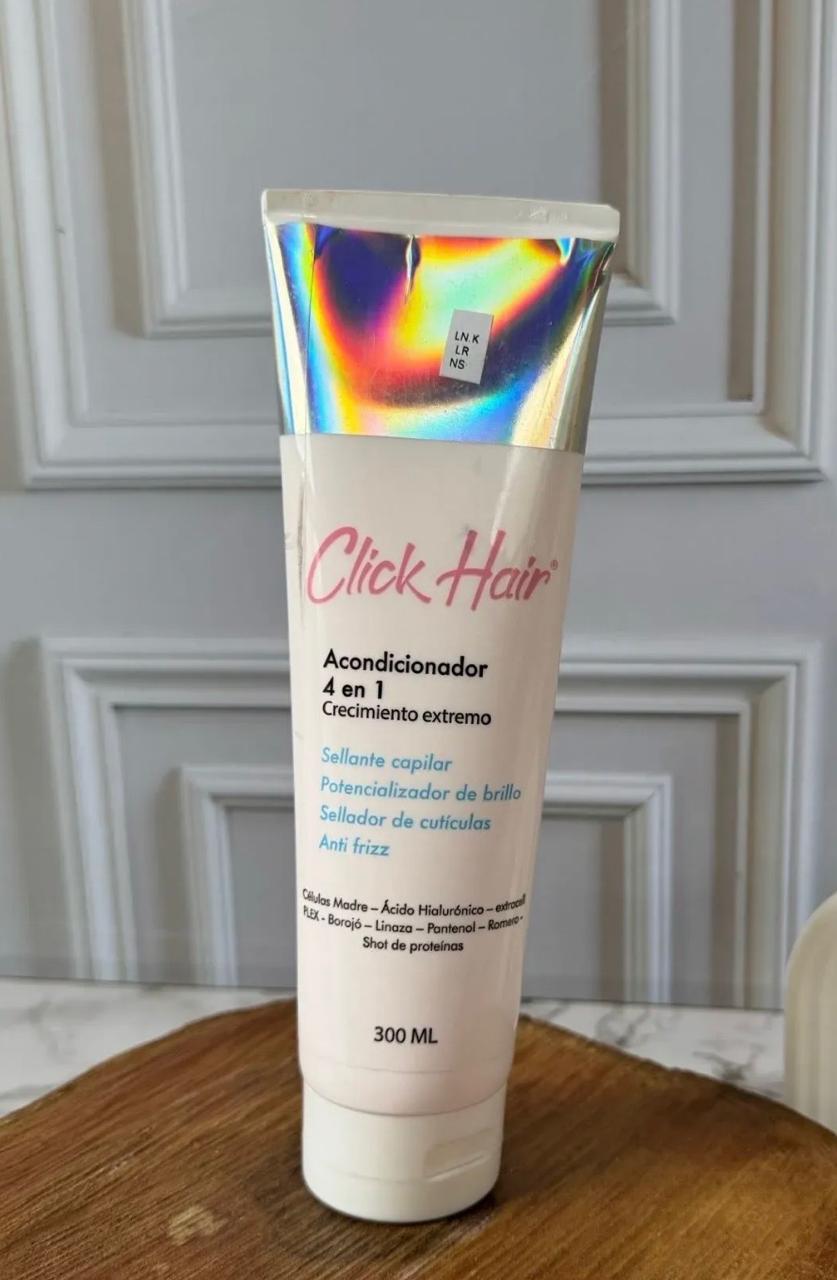 LN.K
LR
NS
Click Hair®
Acondicionador
4 en 1
Crecimiento extremo
Sellante capilar
Potencializador de brillo
Sellador de cutículas
Anti frizz
Células Madre – Ácido Hialurónico – extracell
PLEX - Borojó – Linaza – Pantenol – Romero -
Shot de proteínas
300 ML